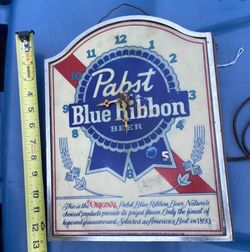 12
11
1
10
2
9
3
8
4
5
Pabst
Blue Ribbon
BEER
This is the ORIGINAL Pabst Blue Ribbon Beer. Nature's
choicest products provide its prized flavor. Only the finest of
hops and grains are used. Selected as America's Best in 1893.